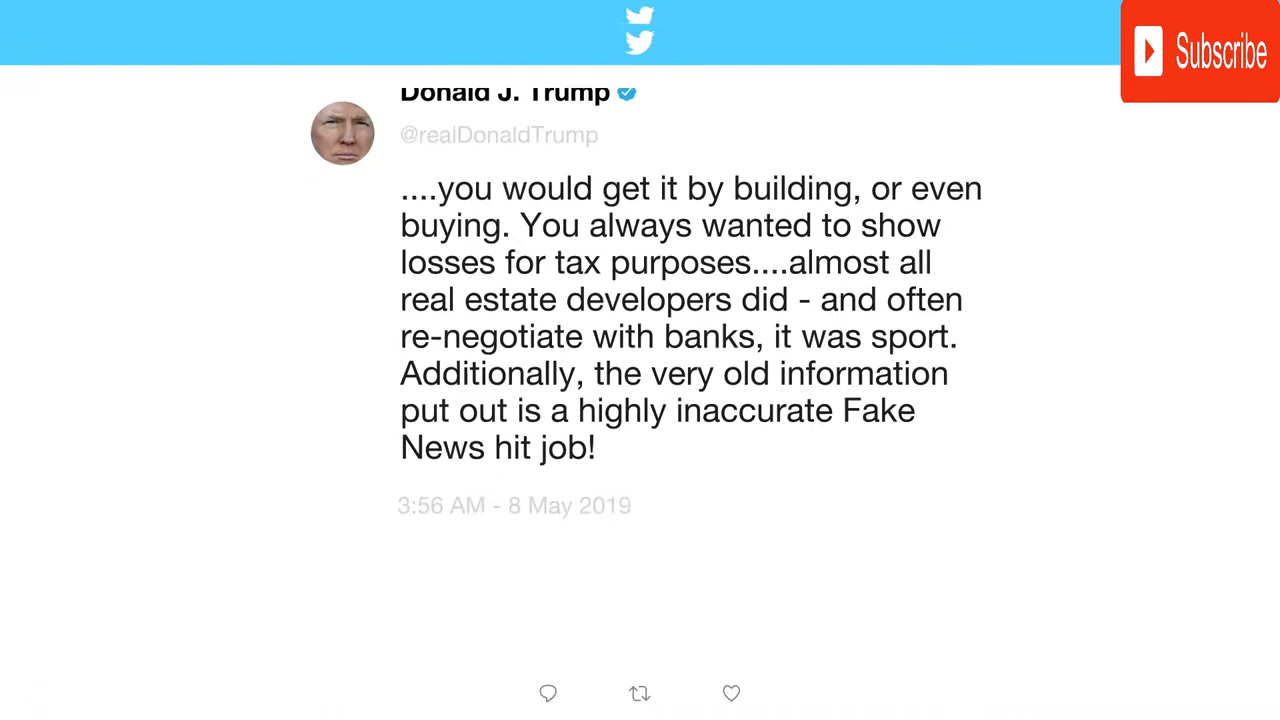 Subscribe
Donald J. Trump
@realDonaldTrump
....you would get it by building, or even
buying. You always wanted to show
losses for tax purposes....almost all
real estate developers did - and often
re-negotiate with banks, it was sport.
Additionally, the very old information
put out is a highly inaccurate Fake
News hit job!
3:56 AM - 8 May 2019